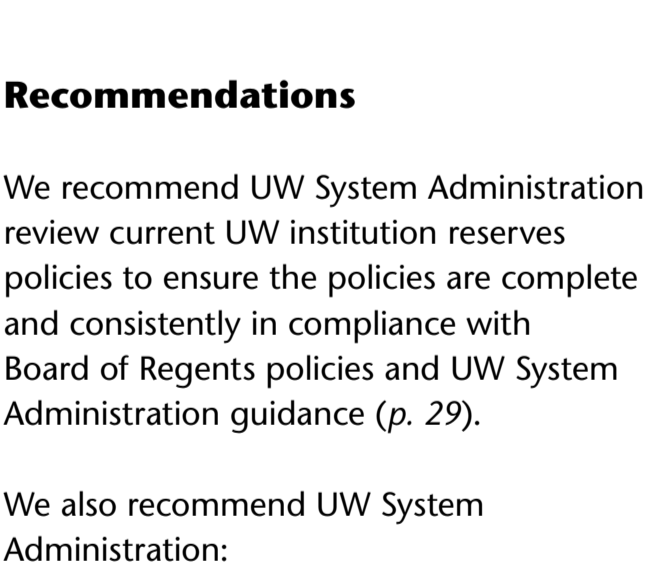 Recommendations
We recommend UW System Administration
review current UW institution reserves
policies to ensure the policies are complete
and consistently in compliance with
Board of Regents policies and UW System
Administration guidance (p. 29).
We also recommend UW System
Administration: